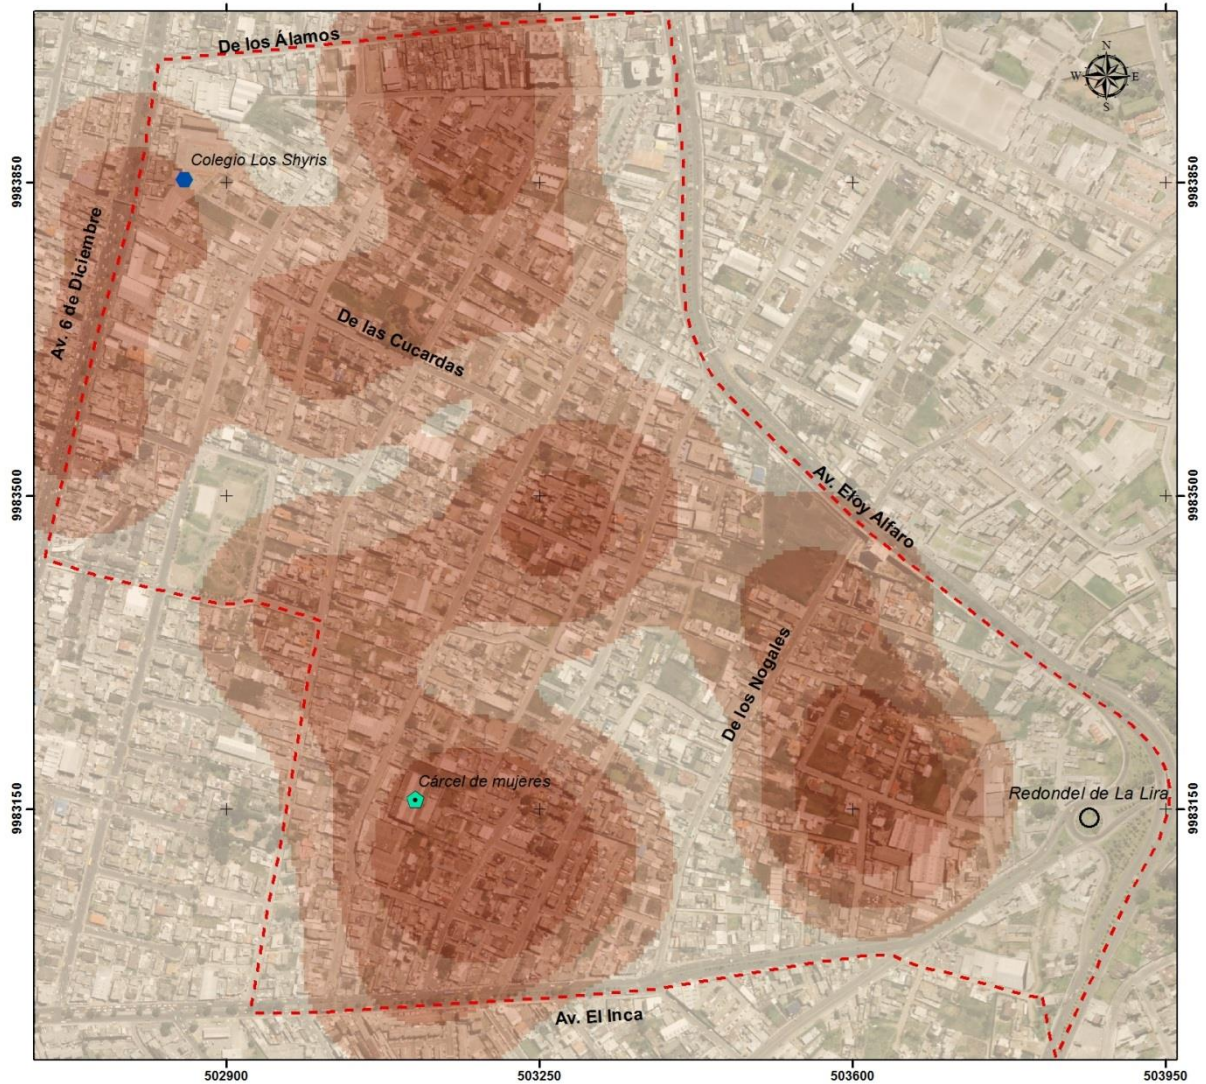 De los Álamos
N
W E
S
Colegio Los Shyris
9983850
9983850
Av. 6 de Diciembre
De las Cucardas
9983500
9983500
Av. Eloy Alfaro
De los Nogales
Cárcel de mujeres
Redondel de La Lira
9983150
9983150
Av. El Inca
502900
503250
503600
503950